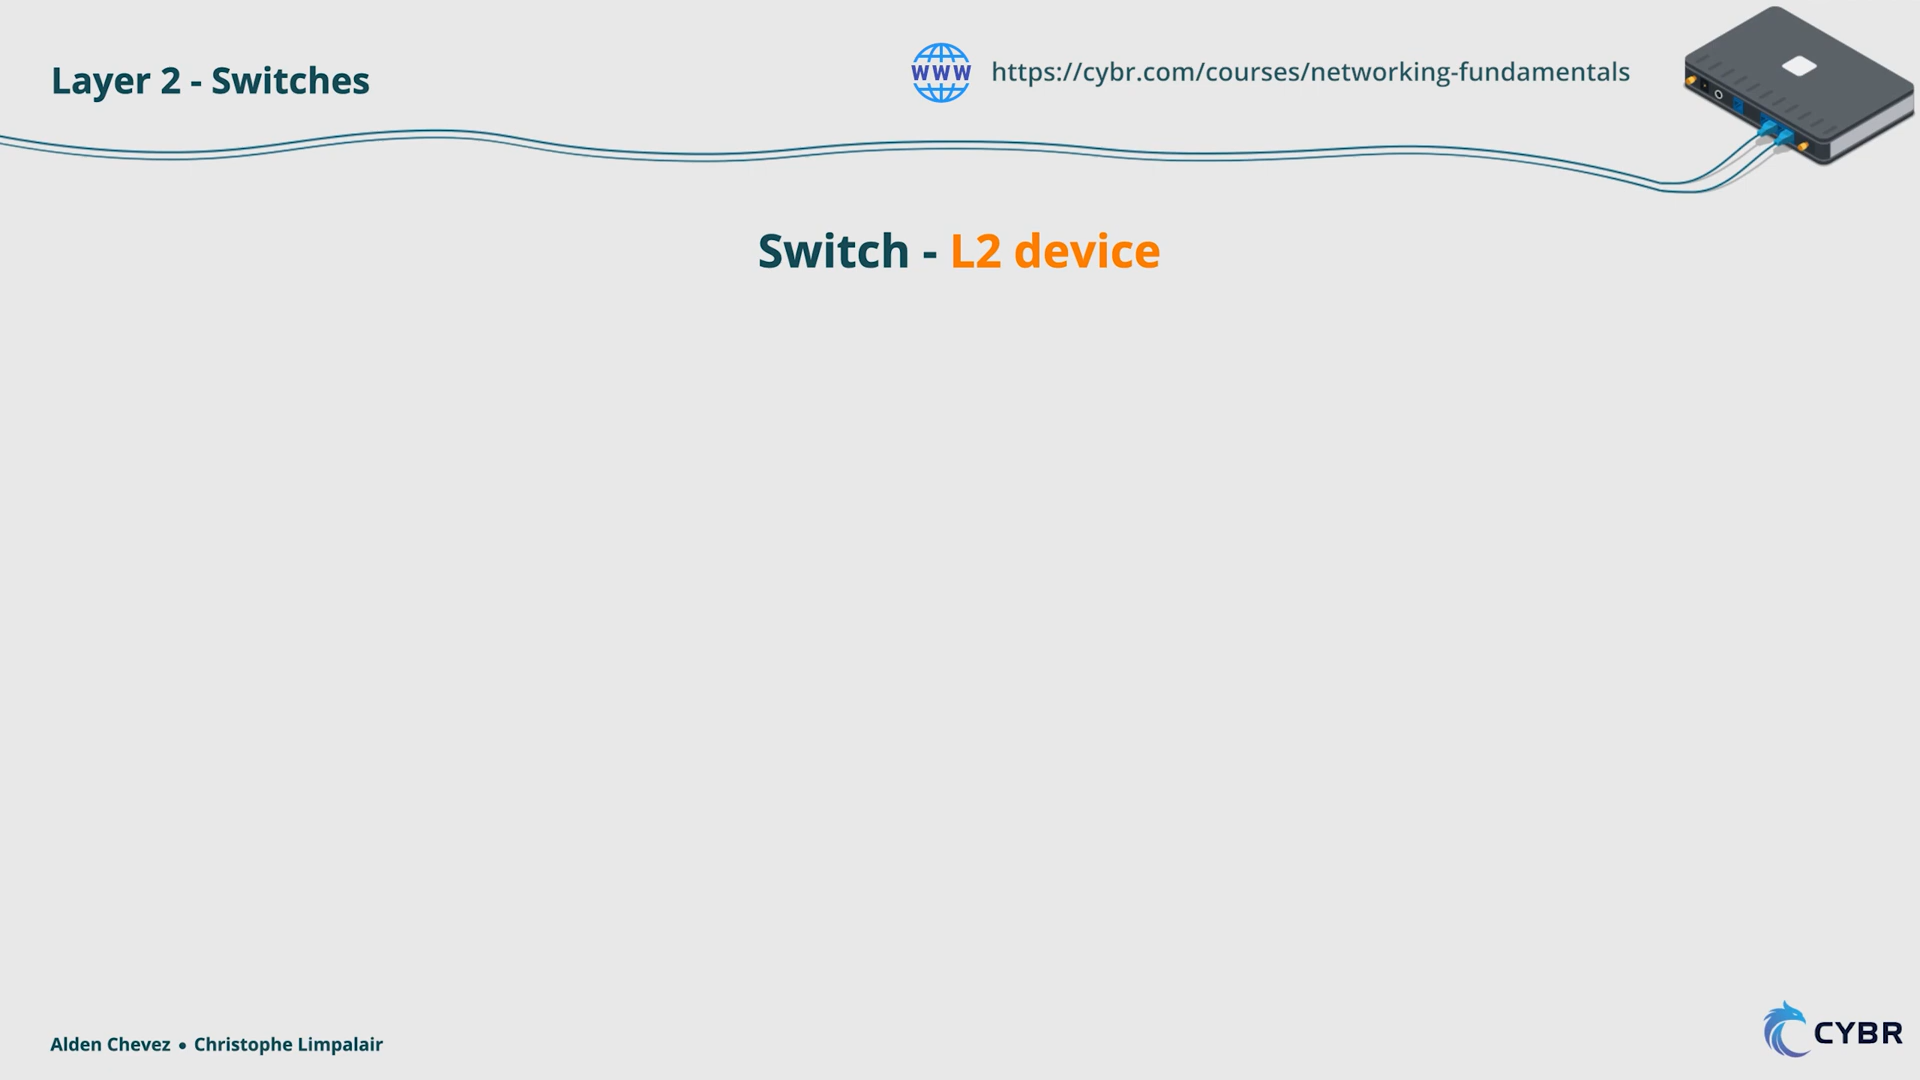 Layer 2 - Switches
WWW
https://cybr.com/courses/networking-fundamentals
Switch - L2 device
Alden Chevez • Christophe Limpalair
CYBR